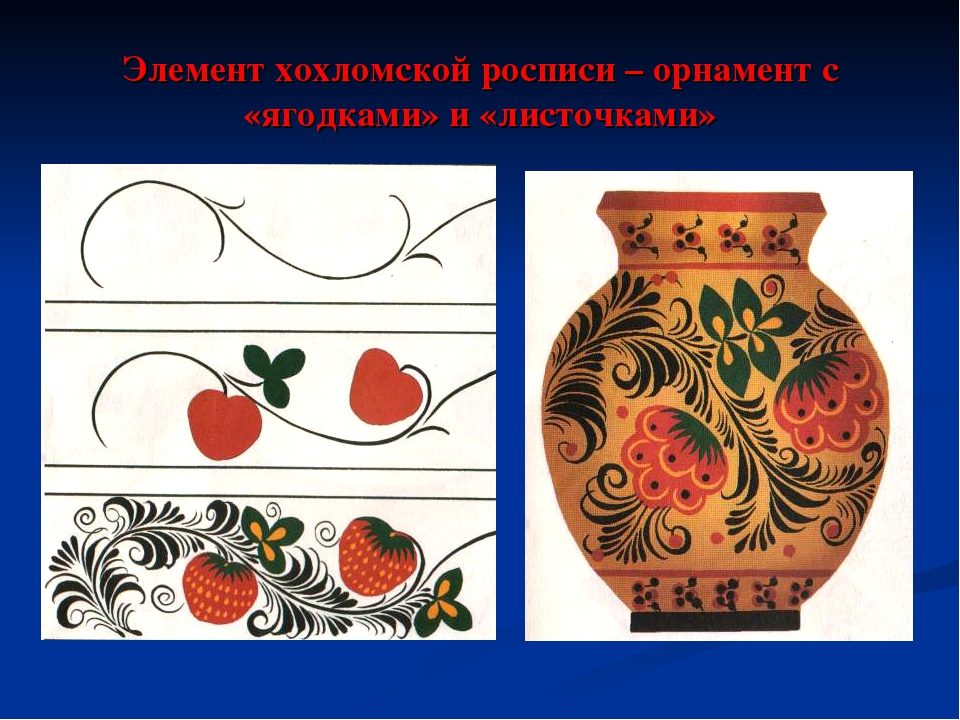 Элемент хохломской росписи – орнамент с
«ягодками» и «листочками»